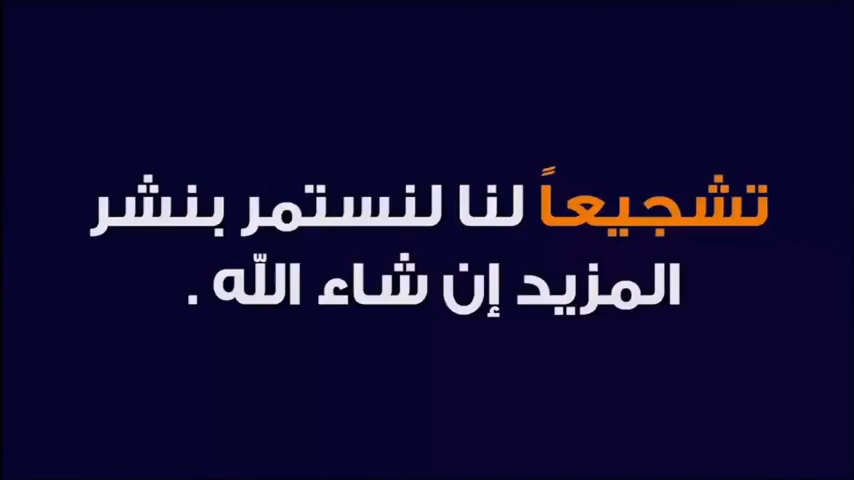 تشجيعاً لنا لنستمر بنشر
المزيد إن شاء الله .